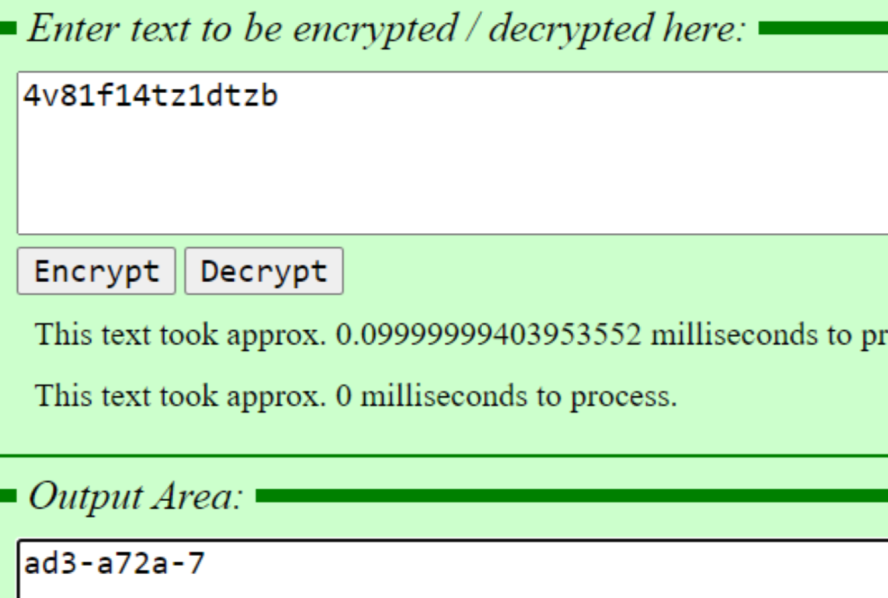 Enter text to be encrypted / decrypted here:
4v81f14tz1dtzb
Encrypt Decrypt
This text took approx. 0.09999999403953552 milliseconds to pr
This text took approx. 0 milliseconds to process.
Output Area:
ad3-a72a-7